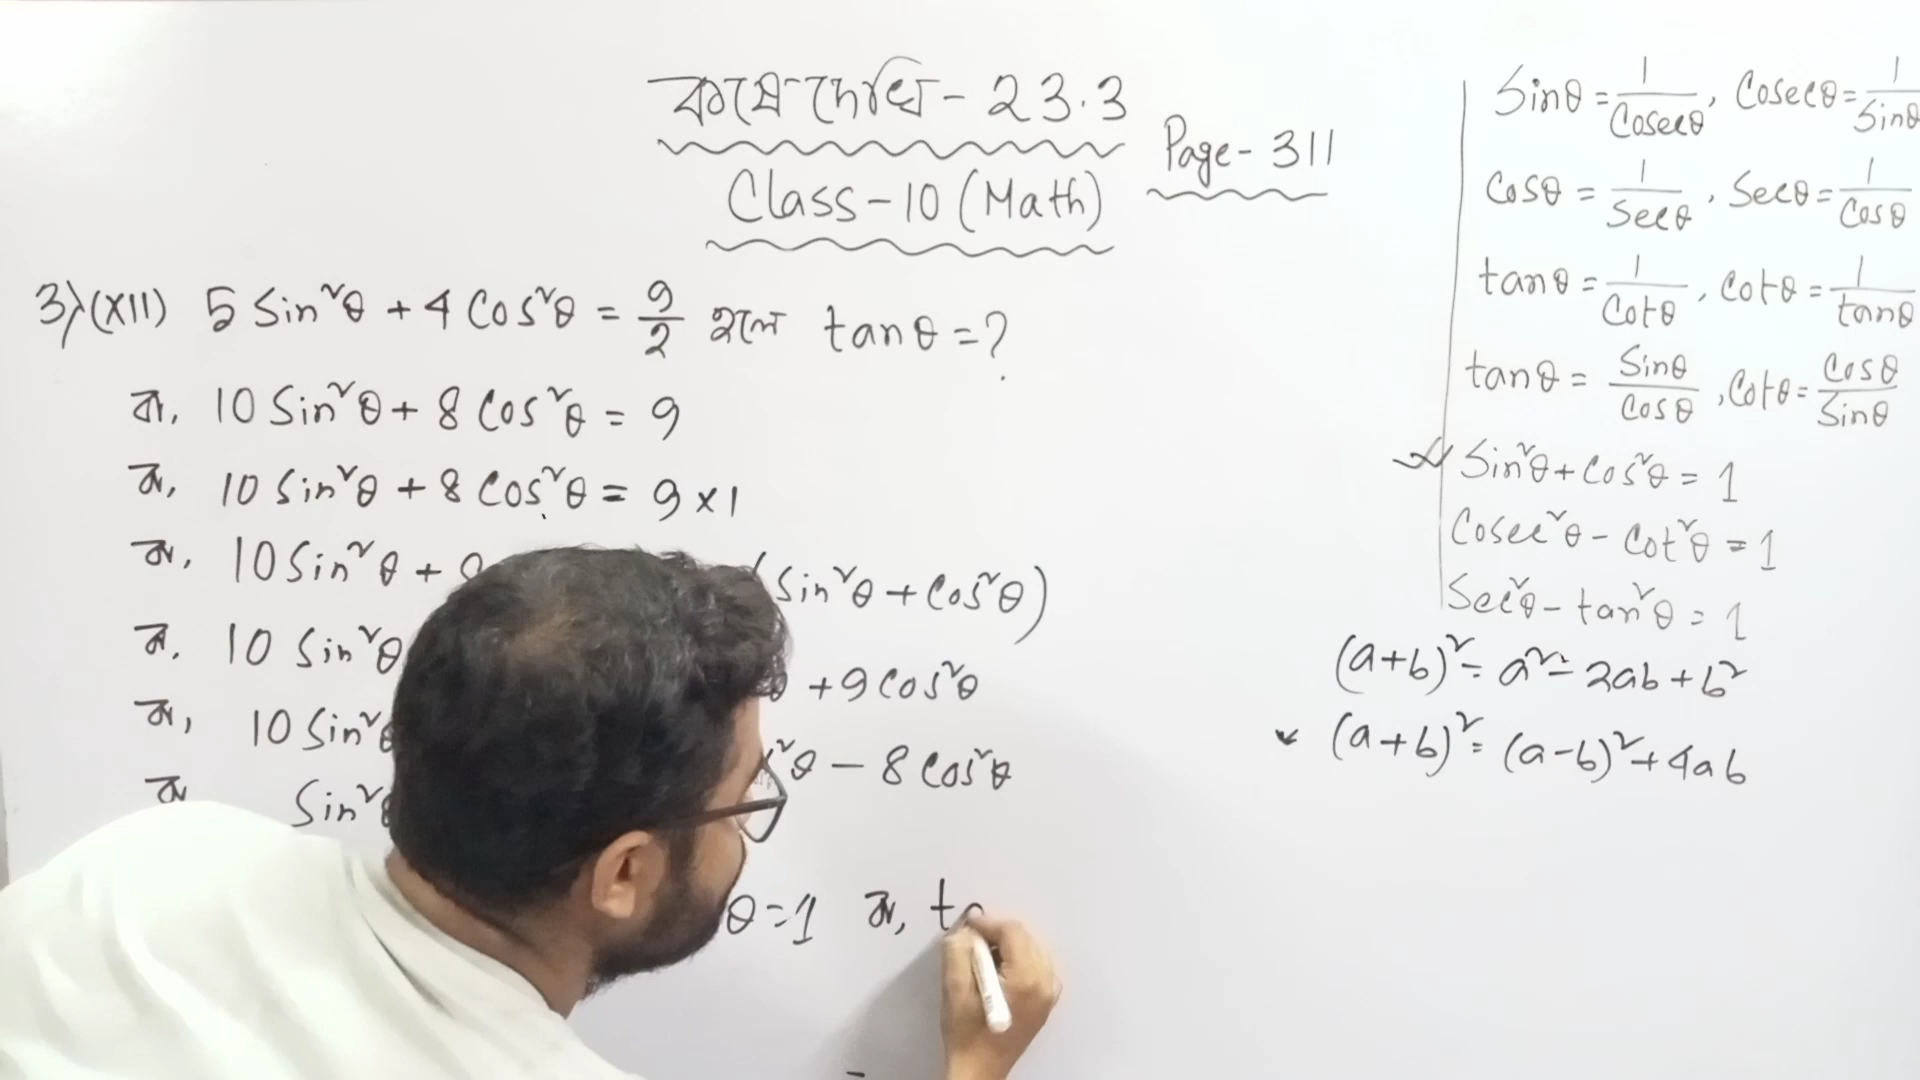 কষে দেখি - 23.3
Class-10 (Math)
Page-311
3) (XII) 5 Sin²θ + 4 Cos²θ = 9/2 হলে tanθ = ?
বা, 10 Sin²θ + 8 Cos²θ = 9
বা, 10 Sin²θ + 8 Cos²θ = 9 × 1
বা, 10 Sin²θ + (Sin²θ + Cos²θ)
বা, 10 Sin²θ + 9 Cos²θ
বা, 10 Sin² ²θ - 8 Cos²θ
বা Sin²
θ = 1 বা, ta
Sinθ = 1/Cosecθ, Cosecθ = 1/Sinθ
Cosθ = 1/Secθ, Secθ = 1/Cosθ
tanθ = 1/Cotθ, Cotθ = 1/tanθ
tanθ = Sinθ/Cosθ, Cotθ = Cosθ/Sinθ
Sin²θ + Cos²θ = 1
Cosec²θ - Cot²θ = 1
Sec²θ - tan²θ = 1
(a+b)² = a² - 2ab + b²
(a+b)² = (a-b)² + 4ab